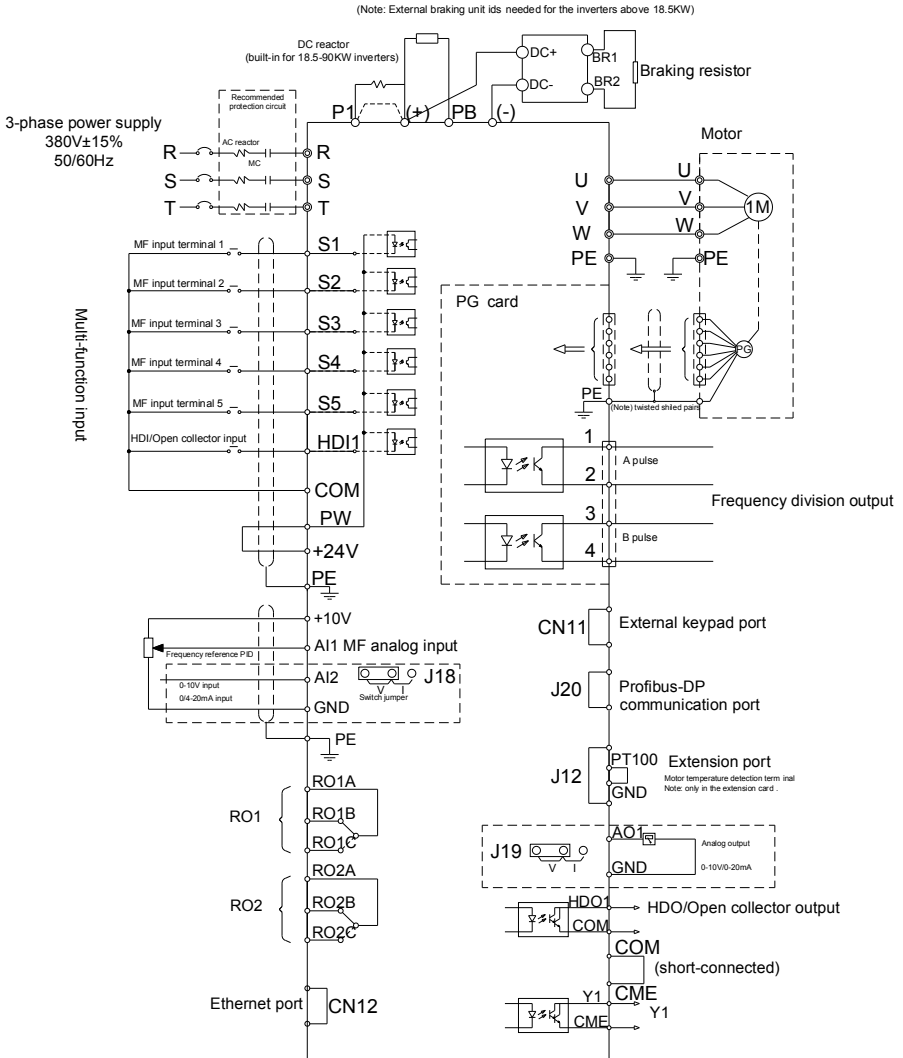 (Note: External braking unit ids needed for the inverters above 18.5KW)
DC reactor
(built-in for 18.5-90KW inverters)
DC+
DC-
BR1
BR2
Braking resistor
P1
(+)
PB
(-)
Recommended
protection circuit
3-phase power supply
380V±15%
50/60Hz
AC reactor
MC
R
R
S
S
T
T
Motor
U
U
V
V
W
W
1M
PE
PE
Multi-function input
MF input terminal 1
S1
MF input terminal 2
S2
MF input terminal 3
S3
MF input terminal 4
S4
MF input terminal 5
S5
HDI/Open collector input
HDI1
COM
PW
+24V
PE
PG card
PG
PE
(Note) twisted shiled pairs
1
A pulse
2
Frequency division output
3
B pulse
4
+10V
AI1 MF analog input
Frequency reference PID
AI2
0-10V input
0/4-20mA input
V I
Switch jumper
J18
GND
PE
CN11
External keypad port
J20
Profibus-DP
communication port
J12
PT100
Extension port
Motor temperature detection term inal
Note: only in the extension card .
GND
RO1
RO1A
RO1B
RO1C
RO2
RO2A
RO2B
RO2C
J19
V I
AO1
Analog output
GND
0-10V/0-20mA
HDO1
HDO/Open collector output
COM
COM
(short-connected)
CME
Y1
Y1
CME
Ethernet port
CN12